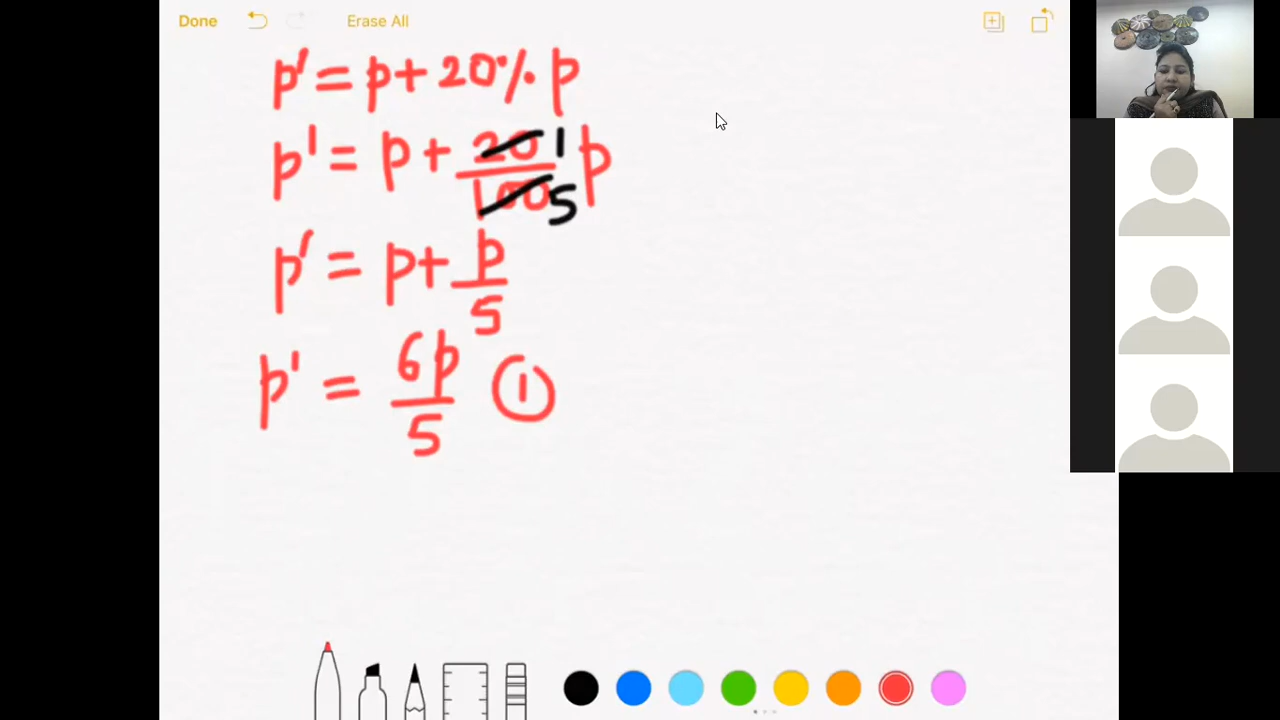 Done Erase All
p' = p + 20% p
p' = p + 20/100 1/5 p
p' = p + p/5
p' = 6p/5 ①